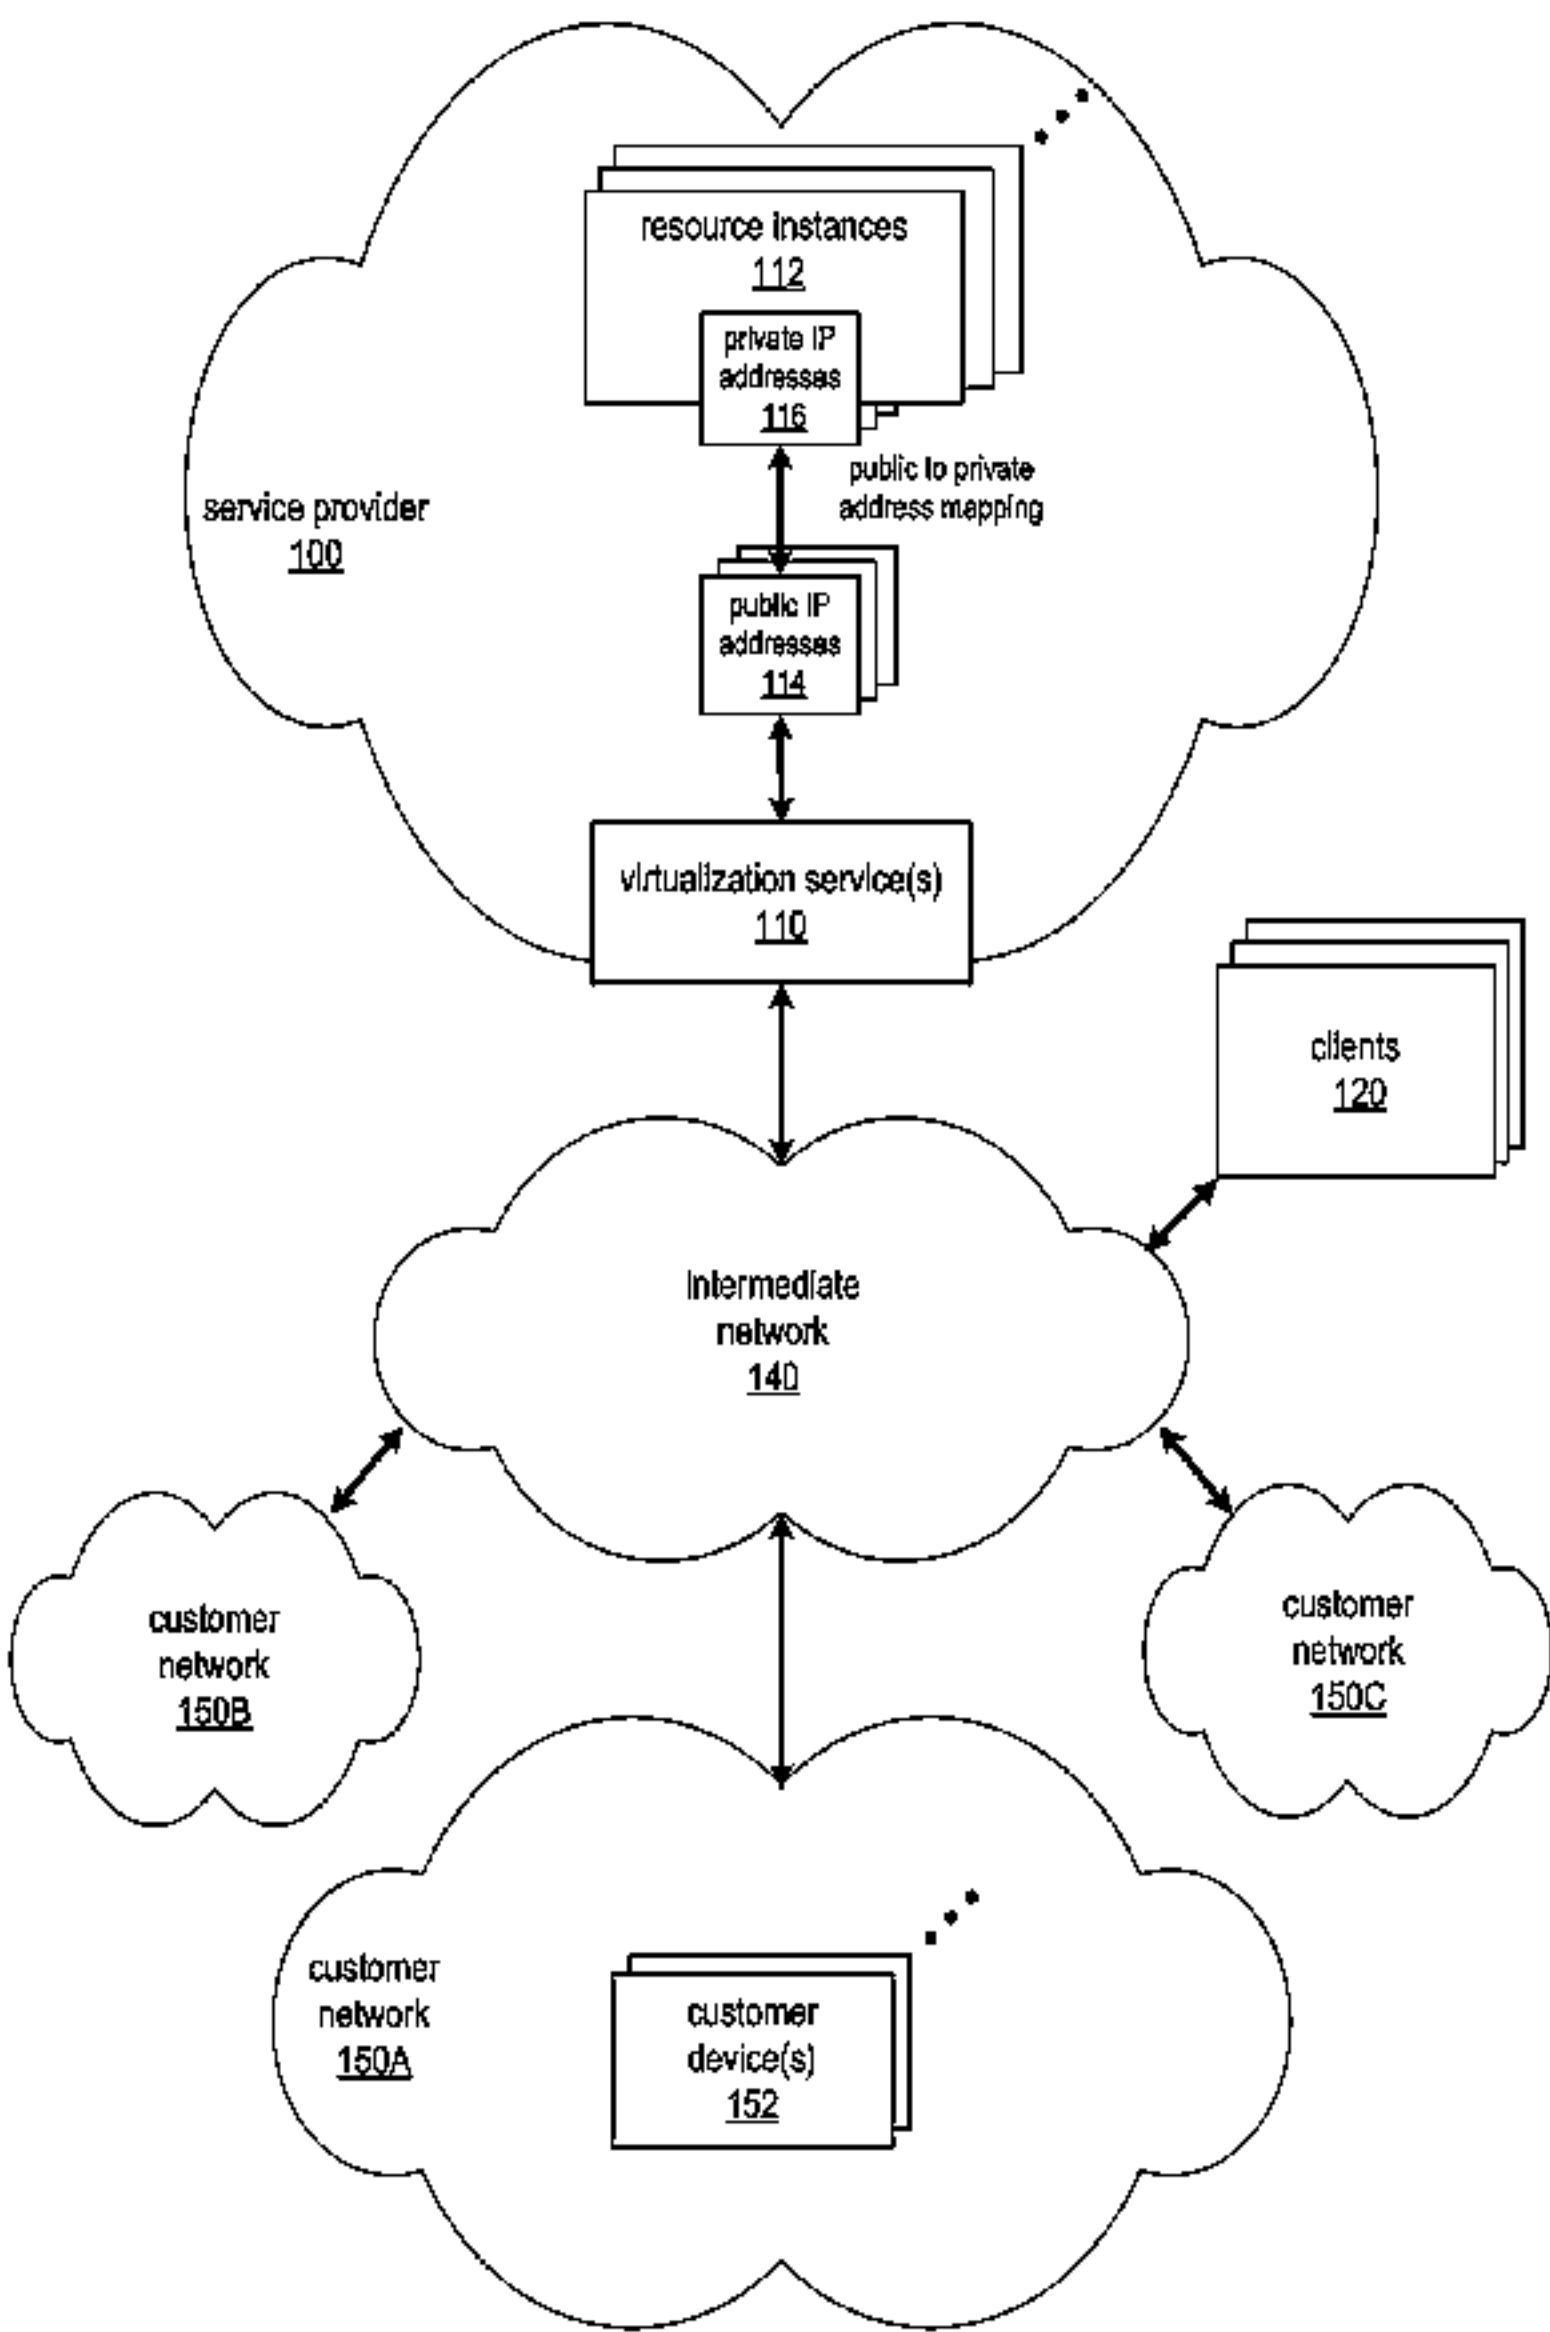 resource instances
112
private IP
addresses
116
public to private
address mapping
service provider
100
public IP
addresses
114
virtualization service(s)
110
clients
120
intermediate
network
140
customer
network
150B
customer
network
150C
customer
network
150A
customer
device(s)
152